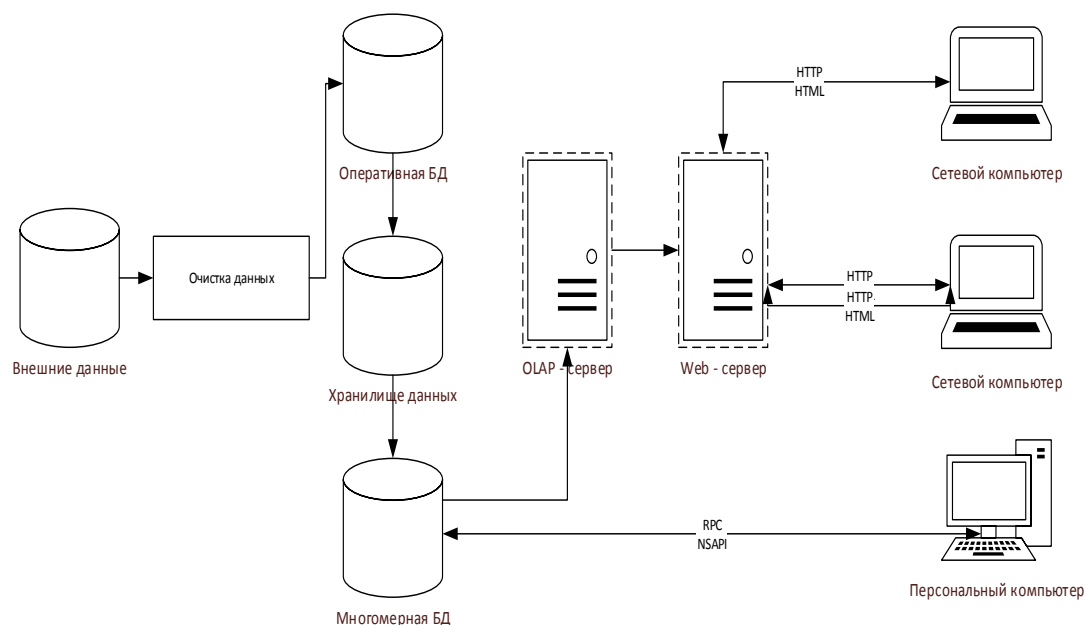 HTTP
HTML
Оперативная БД
Сетевой компьютер
Очистка данных
HTTP
HTTP
HTML
Внешние данные
OLAP - сервер
Web - сервер
Сетевой компьютер
Хранилище данных
RPC
NSAPI
Персональный компьютер
Многомерная БД